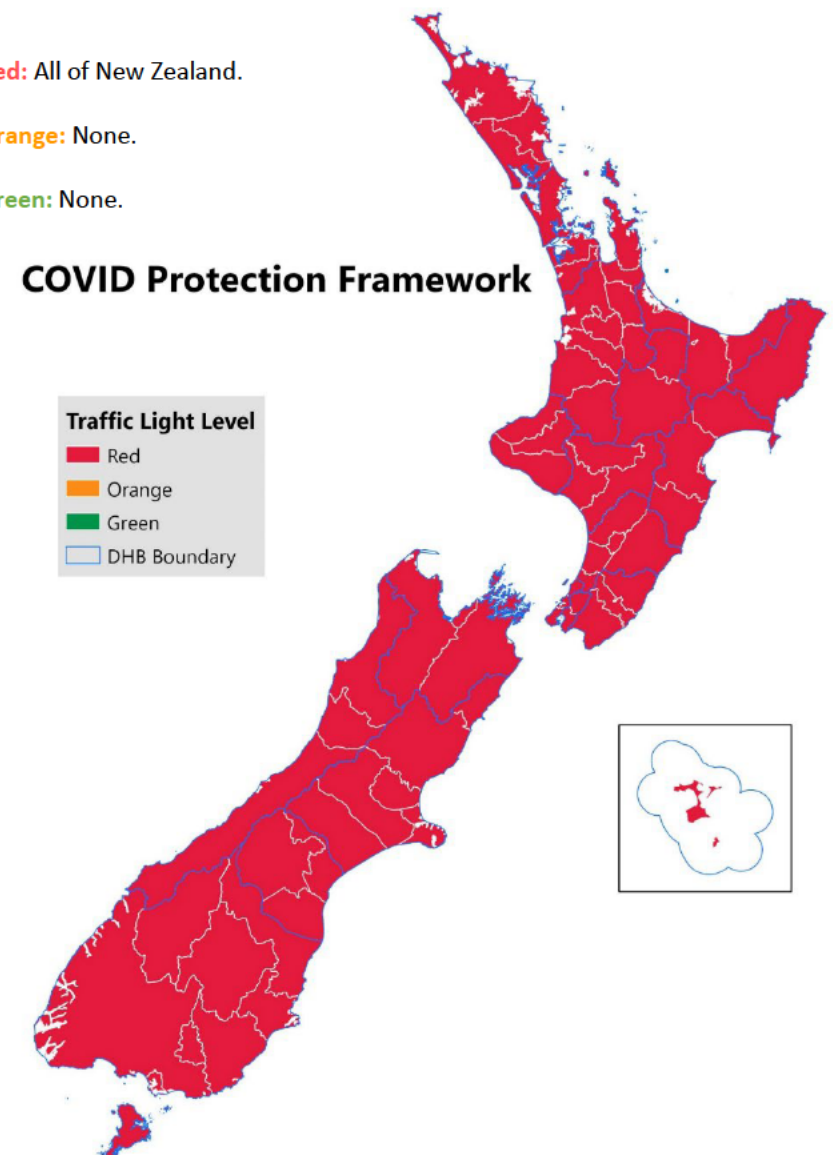 ed: All of New Zealand.
range: None.
reen: None.
COVID Protection Framework
Traffic Light Level
Red
Orange
Green
DHB Boundary